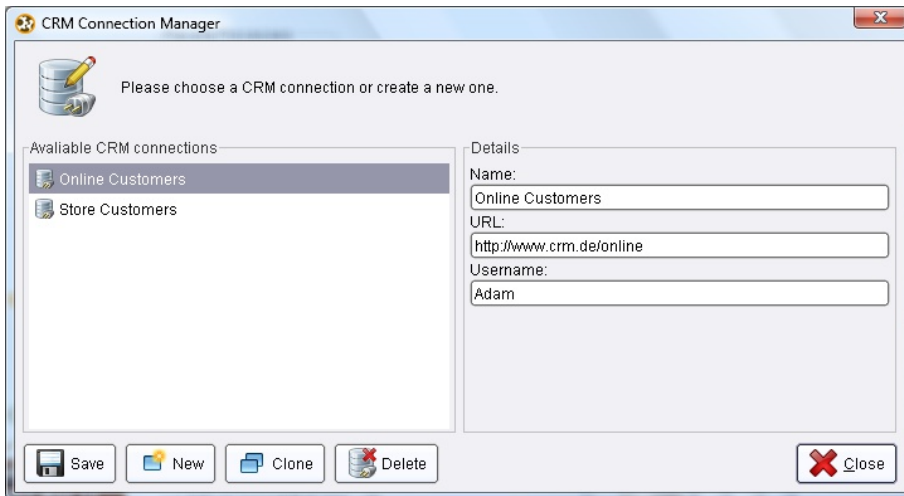 CRM Connection Manager
Please choose a CRM connection or create a new one.
Avaliable CRM connections
Online Customers
Store Customers
Details
Name:
Online Customers
URL:
http://www.crm.de/online
Username:
Adam
Save
New
Clone
Delete
Close